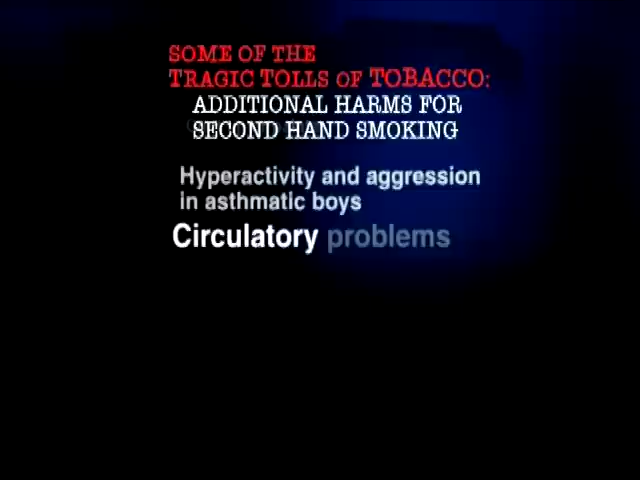 SOME OF THE
TRAGIC TOLLS OF TOBACCO:
ADDITIONAL HARMS FOR
SECOND HAND SMOKING
Hyperactivity and aggression
in asthmatic boys
Circulatory problems